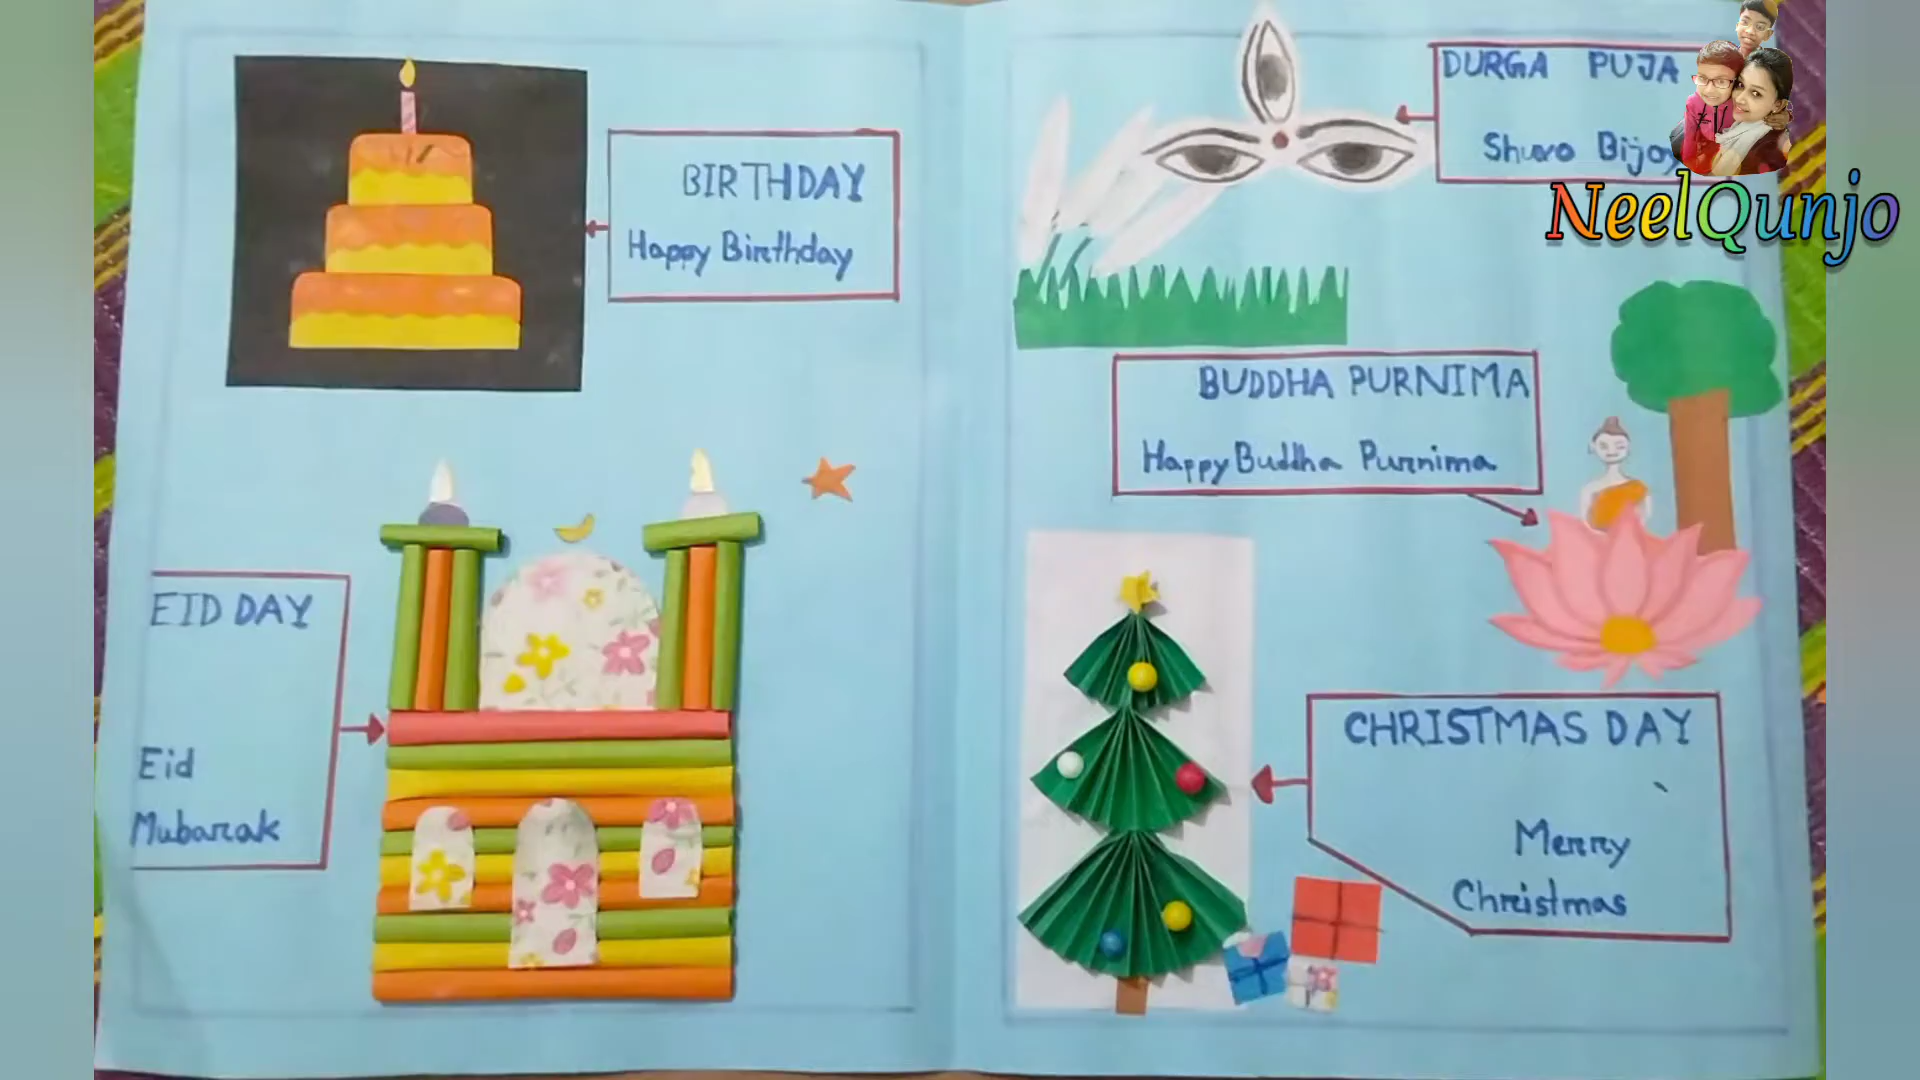 BIRTHDAY
Happy Birthday
EID DAY
Eid
Mubarak
DURGA PUJA
Shuvo
BUDDHA PURNIMA
Happy Buddha Purnima
CHRISTMAS DAY
Merry
Christmas
NeelQunjo